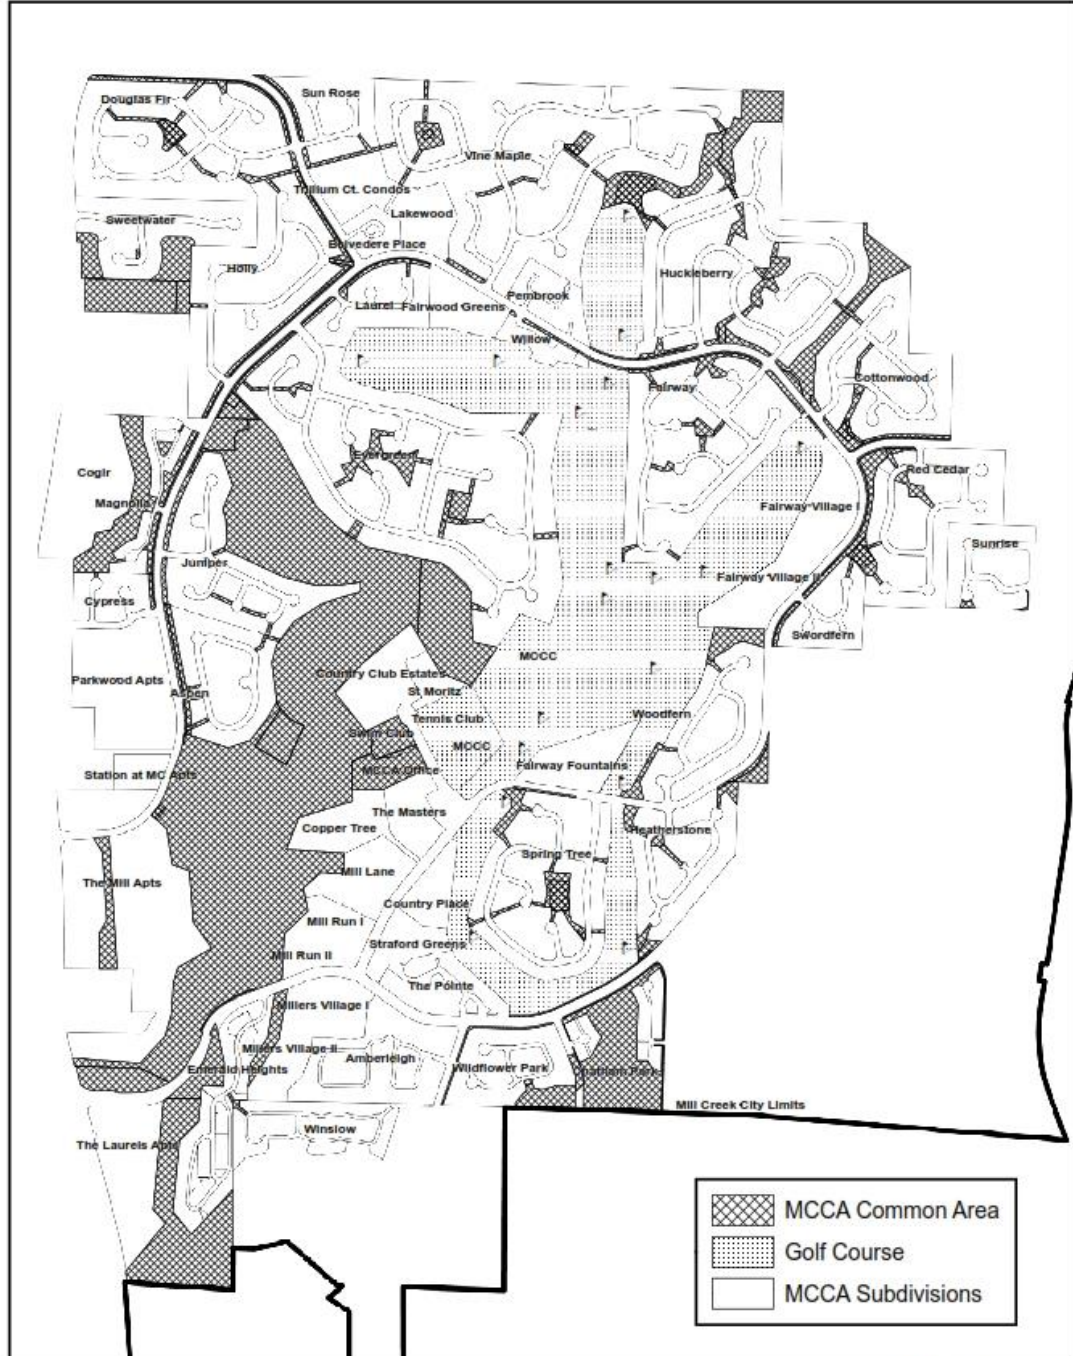 Sun Rose
Douglas Fir
Vine Maple
Trillium Ct. Condos
Lakewood
Sweetwater
Belvedere Place
Holly
Huckleberry
Pembrook
Laurel
Fairwood Greens
Willow
Cottonwood
Fairway
Evergreen
Cogir
Red Cedar
Magnolia
Fairway Village I
Sunrise
Juniper
Fairway Village II
Cypress
Swordfern
MCCC
Country Club Estates
Parkwood Apts
St Moritz
Aspen
Woodfern
Tennis Club
Swim Club
MCCC
Fairway Fountains
MCCA Office
Station at MC Apts
The Masters
Copper Tree
Heatherstone
Spring Tree
Mill Lane
The Mill Apts
Country Place
Mill Run I
Straford Greens
Mill Run II
The Pointe
Millers Village I
Millers Village II
Amberleigh
Emerald Heights
Wildflower Park
Chatham Park
Mill Creek City Limits
Winslow
The Laurels Apts
MCCA Common Area
Golf Course
MCCA Subdivisions